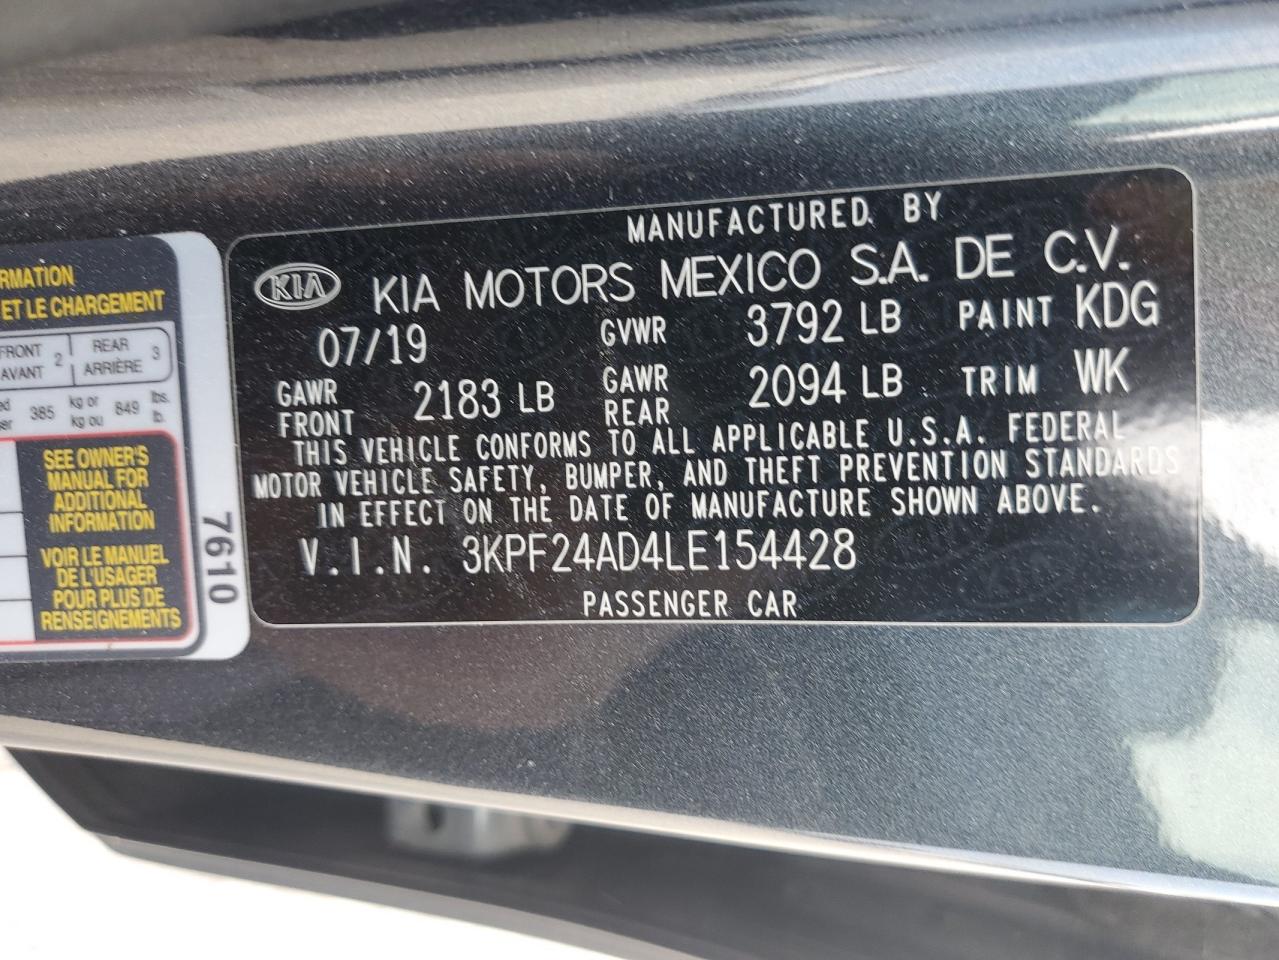 MANUFACTURED BY
KIA KIA MOTORS MEXICO S.A. DE C.V.
07/19 GVWR 3792 LB PAINT KDG
GAWR FRONT 2183 LB GAWR REAR 2094 LB TRIM WK
THIS VEHICLE CONFORMS TO ALL APPLICABLE U.S.A. FEDERAL
MOTOR VEHICLE SAFETY, BUMPER, AND THEFT PREVENTION STANDARDS
IN EFFECT ON THE DATE OF MANUFACTURE SHOWN ABOVE.
V.I.N. 3KPF24AD4LE154428
PASSENGER CAR
ET LE CHARGEMENT
FRONT AVANT 2 REAR ARRIÈRE 3
385 kg or kg ou 849 lbs. lb.
SEE OWNER'S
MANUAL FOR
ADDITIONAL
INFORMATION
VOIR LE MANUEL
DE L'USAGER
POUR PLUS DE
RENSEIGNEMENTS
7610